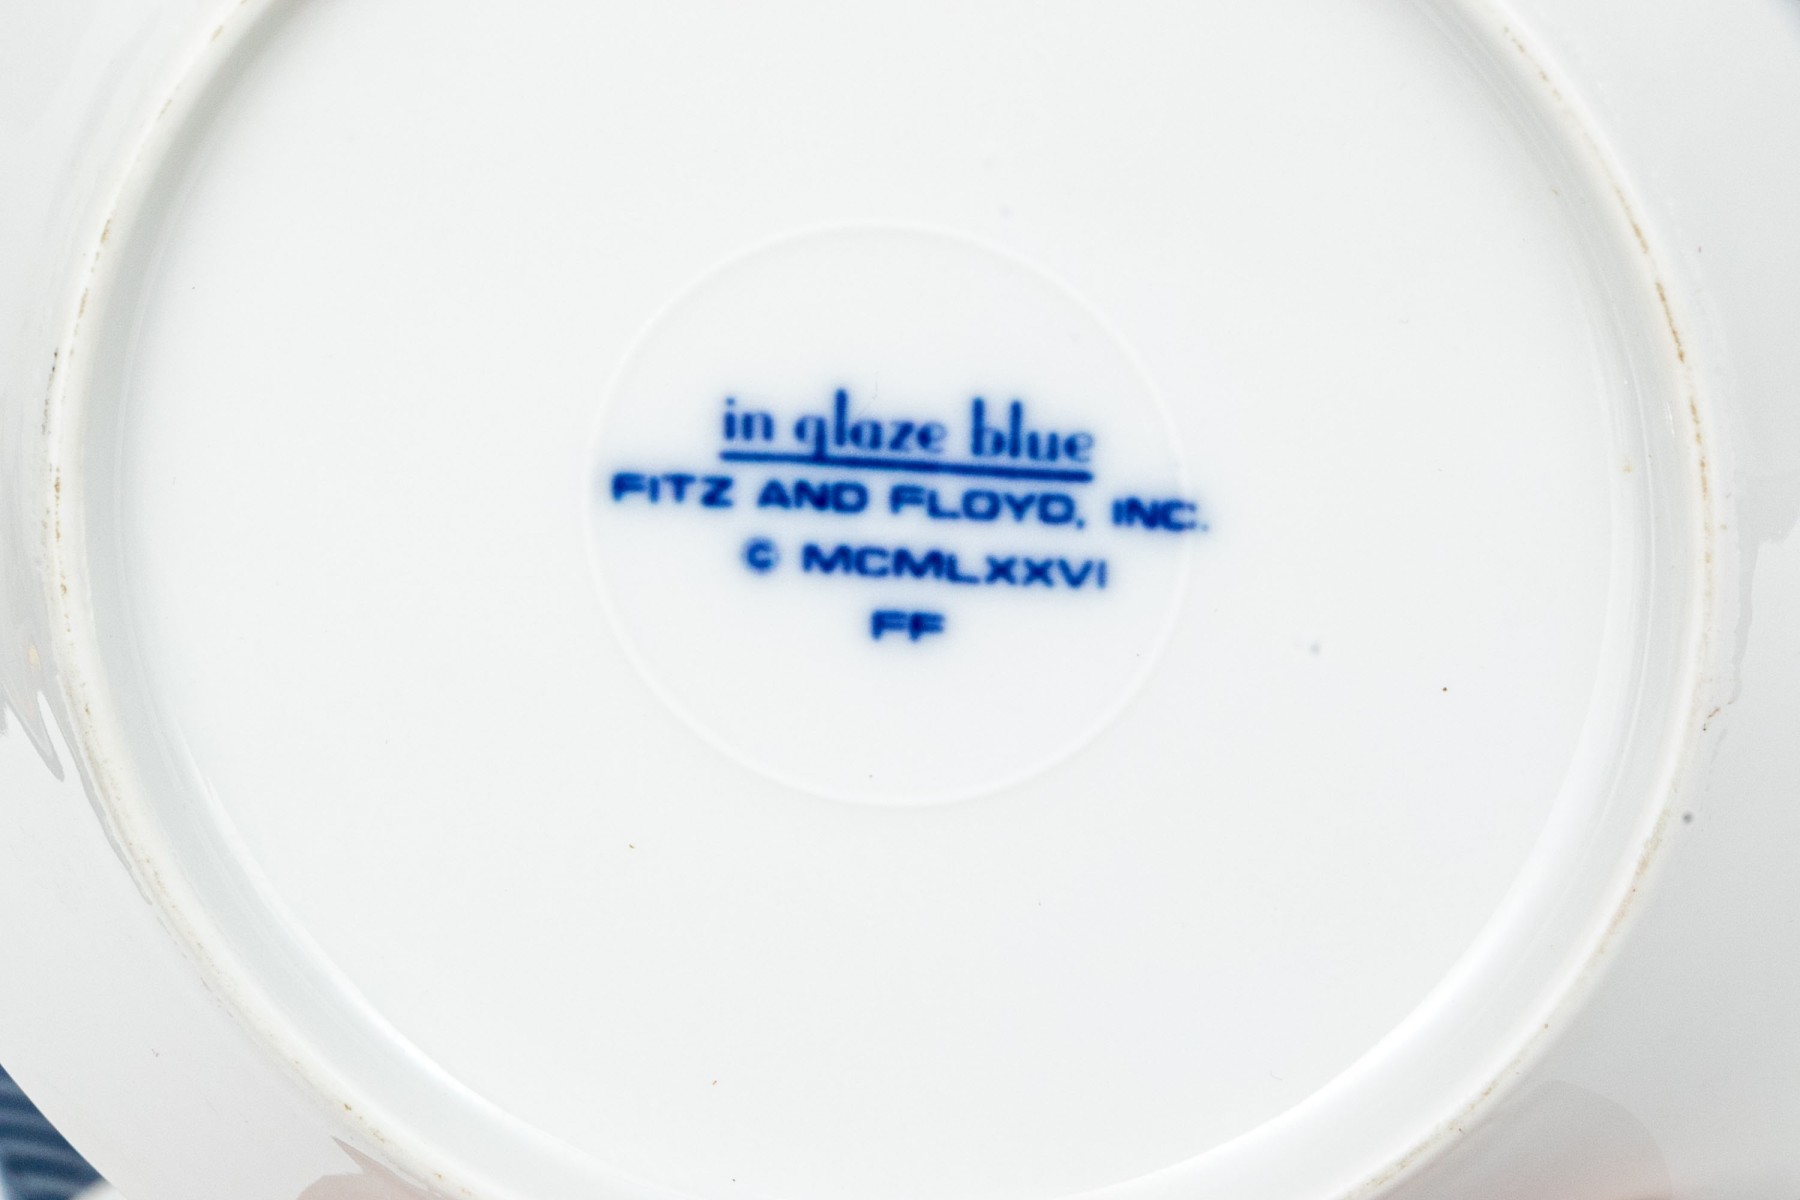 in glaze blue
FITZ AND FLOYD, INC.
© MCMLXXVI
FF